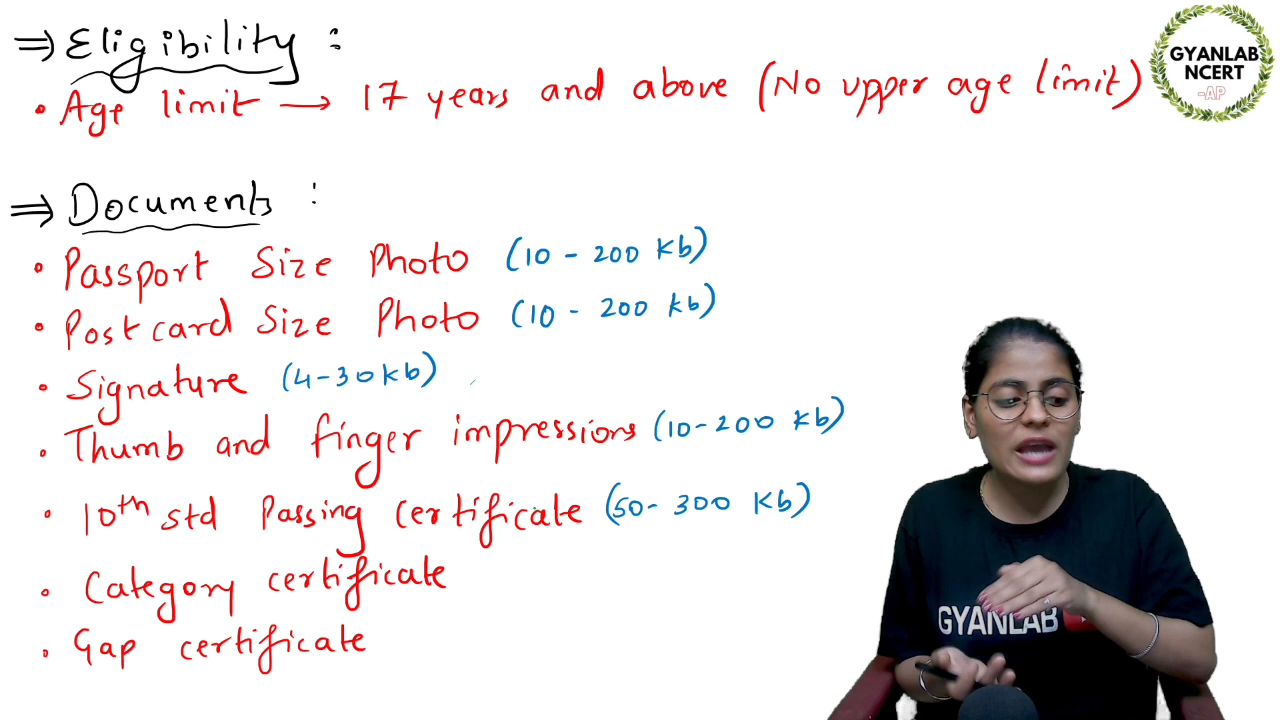 ⇒ Eligibility :
• Age limit → 17 years and above (No upper age limit)
GYANLAB
NCERT
-AP
⇒ Documents :
• Passport Size Photo (10 - 200 Kb)
• Postcard Size Photo (10 - 200 kb)
• Signature (4-30kb)
• Thumb and finger impressions (10-200 Kb)
• 10th std Passing certificate (50-300 Kb)
• Category certificate
• Gap certificate
GYANLAB